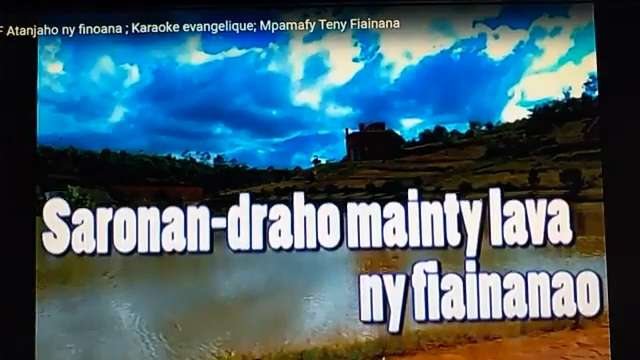 F Atanjaho ny finoana ; Karaoke evangelique; Mpamafy Teny Fiainana
Saronan-draho mainty lava
ny fiainanao